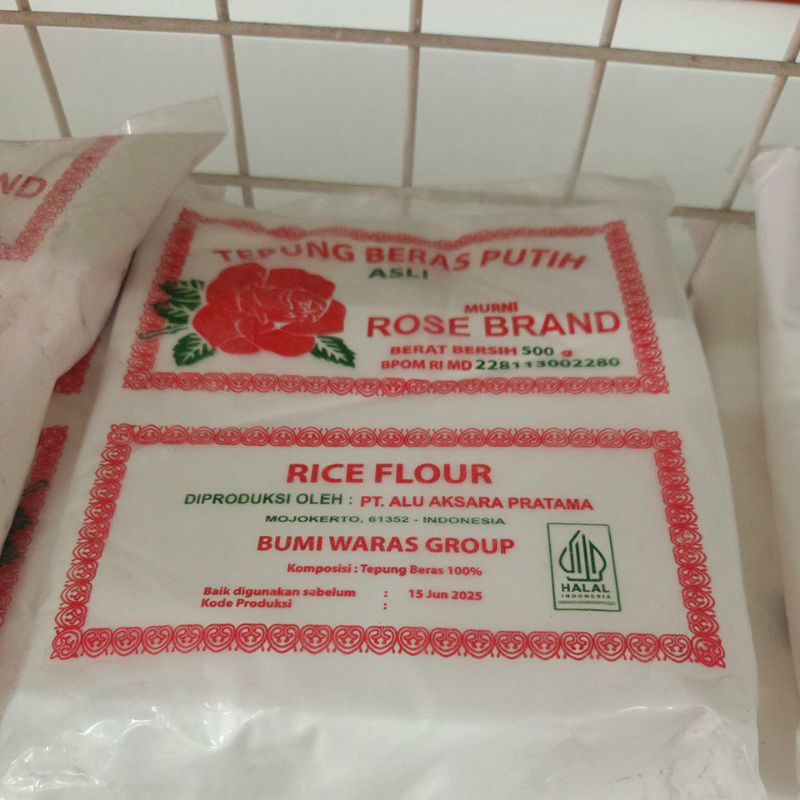 ND
TEPUNG BERAS PUTIH
ASLI
MURNI
ROSE BRAND
BERAT BERSIH 500 g
BPOM RI MD 228113002280
RICE FLOUR
DIPRODUKSI OLEH : PT. ALU AKSARA PRATAMA
MOJOKERTO, 61352 - INDONESIA
BUMI WARAS GROUP
Komposisi : Tepung Beras 100%
HALAL
INDONESIA
Baik digunakan sebelum : 15 Jun 2025
Kode Produksi :